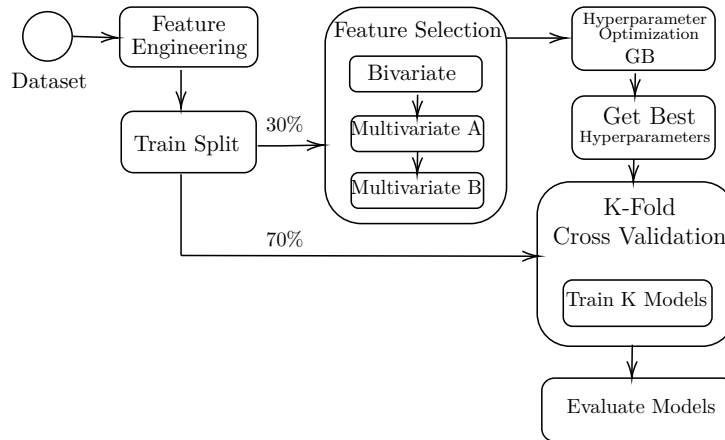 Dataset
Feature
Engineering
Train Split
30%
70%
Feature Selection
Bivariate
Multivariate A
Multivariate B
Hyperparameter
Optimization
GB
Get Best
Hyperparameters
K-Fold
Cross Validation
Train K Models
Evaluate Models